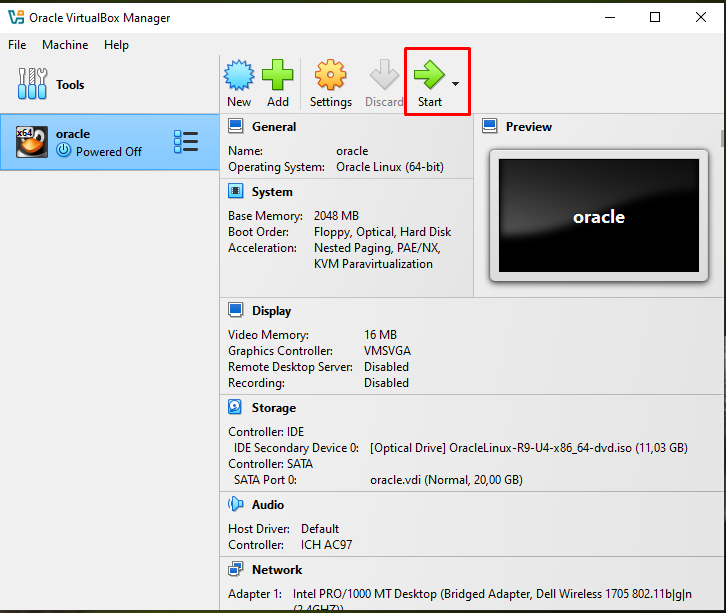 Oracle VirtualBox Manager
File Machine Help
Tools
New Add Settings Discard Start
x64 oracle
Powered Off
General
Name: oracle
Operating System: Oracle Linux (64-bit)
System
Base Memory: 2048 MB
Boot Order: Floppy, Optical, Hard Disk
Acceleration: Nested Paging, PAE/NX,
KVM Paravirtualization
Preview
oracle
Display
Video Memory: 16 MB
Graphics Controller: VMSVGA
Remote Desktop Server: Disabled
Recording: Disabled
Storage
Controller: IDE
IDE Secondary Device 0: [Optical Drive] OracleLinux-R9-U4-x86_64-dvd.iso (11,03 GB)
Controller: SATA
SATA Port 0: oracle.vdi (Normal, 20,00 GB)
Audio
Host Driver: Default
Controller: ICH AC97
Network
Adapter 1: Intel PRO/1000 MT Desktop (Bridged Adapter, Dell Wireless 1705 802.11b|g|n
(2.4GHZ))